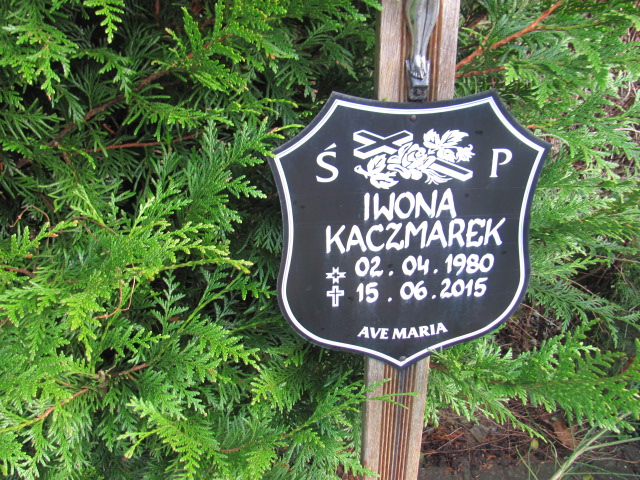 Ś P
IWONA
KACZMAREK
02.04.1980
15.06.2015
AVE MARIA